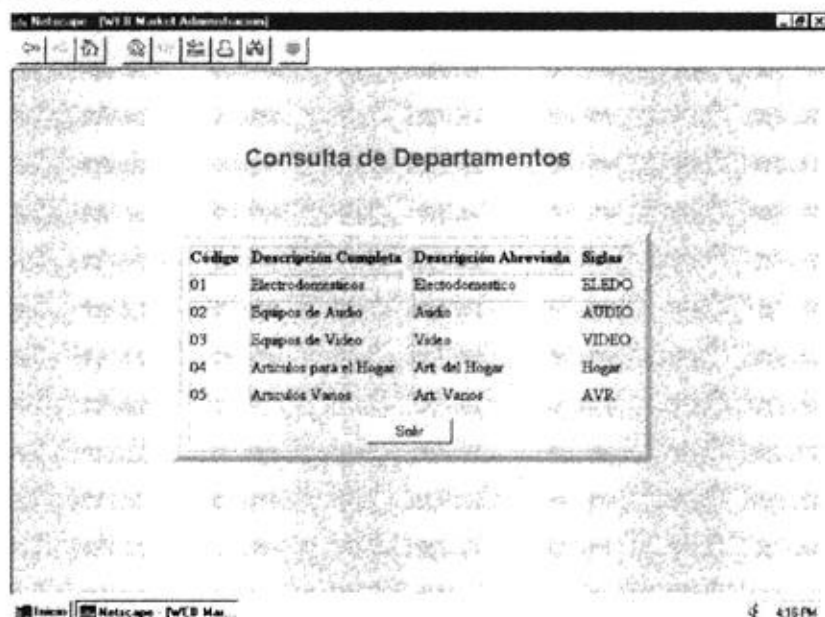 Netscape - [WEB Market Administracion]
Consulta de Departamentos
Código Descripción Completa Descripción Abreviada Siglas
01 Electrodomesticos Electodomestico ELEDO
02 Equipos de Audio Audio AUDIO
03 Equipos de Video Video VIDEO
04 Articulos para el Hogar Art. del Hogar Hogar
05 Articulos Varios Art. Varios AVR
Salir
Inicio Netscape - [WEB Mar... 4:16 PM